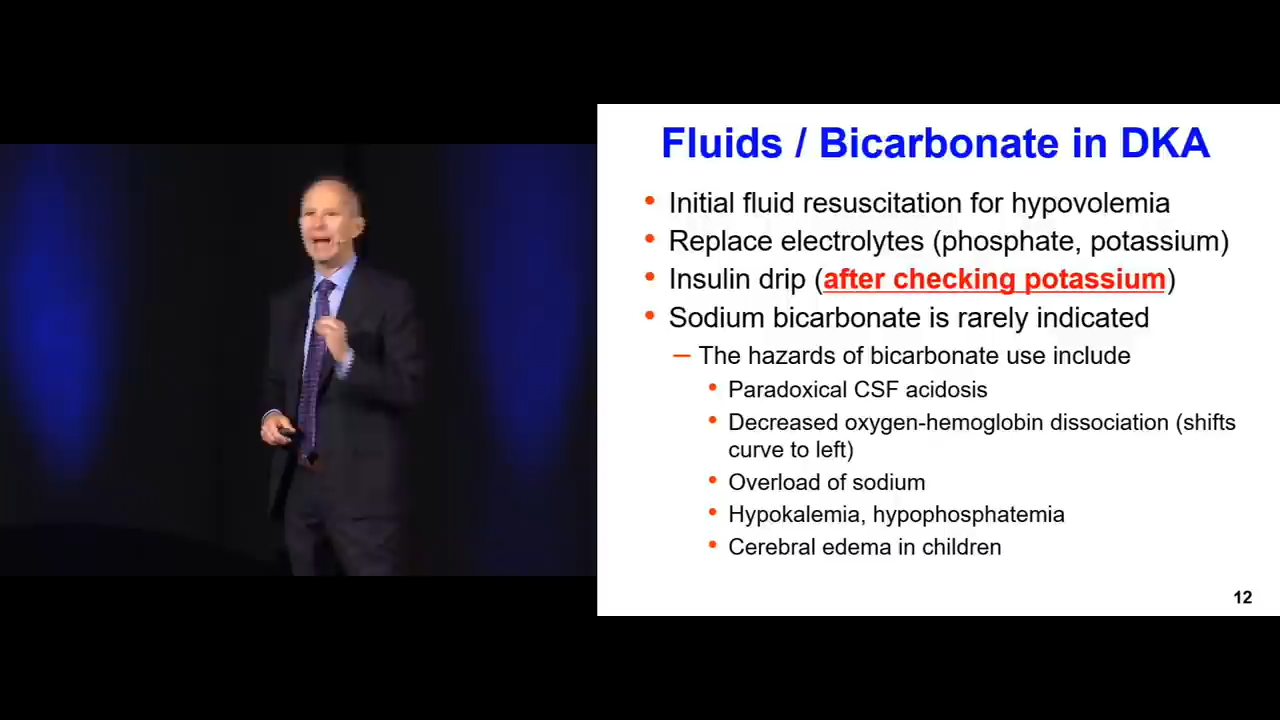 Fluids / Bicarbonate in DKA
• Initial fluid resuscitation for hypovolemia
• Replace electrolytes (phosphate, potassium)
• Insulin drip (after checking potassium)
• Sodium bicarbonate is rarely indicated
– The hazards of bicarbonate use include
• Paradoxical CSF acidosis
• Decreased oxygen-hemoglobin dissociation (shifts
curve to left)
• Overload of sodium
• Hypokalemia, hypophosphatemia
• Cerebral edema in children
12